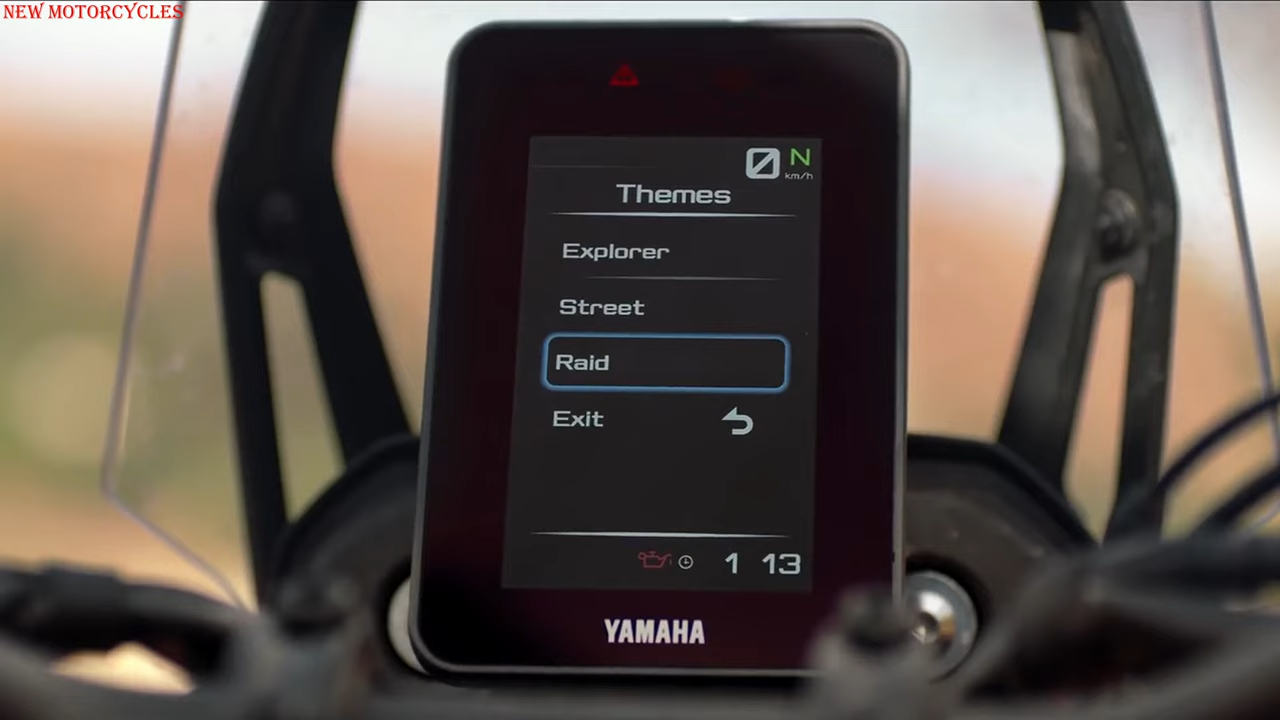 NEW MOTORCYCLES
0 N
km/h
Themes
Explorer
Street
Raid
Exit
1 13
YAMAHA